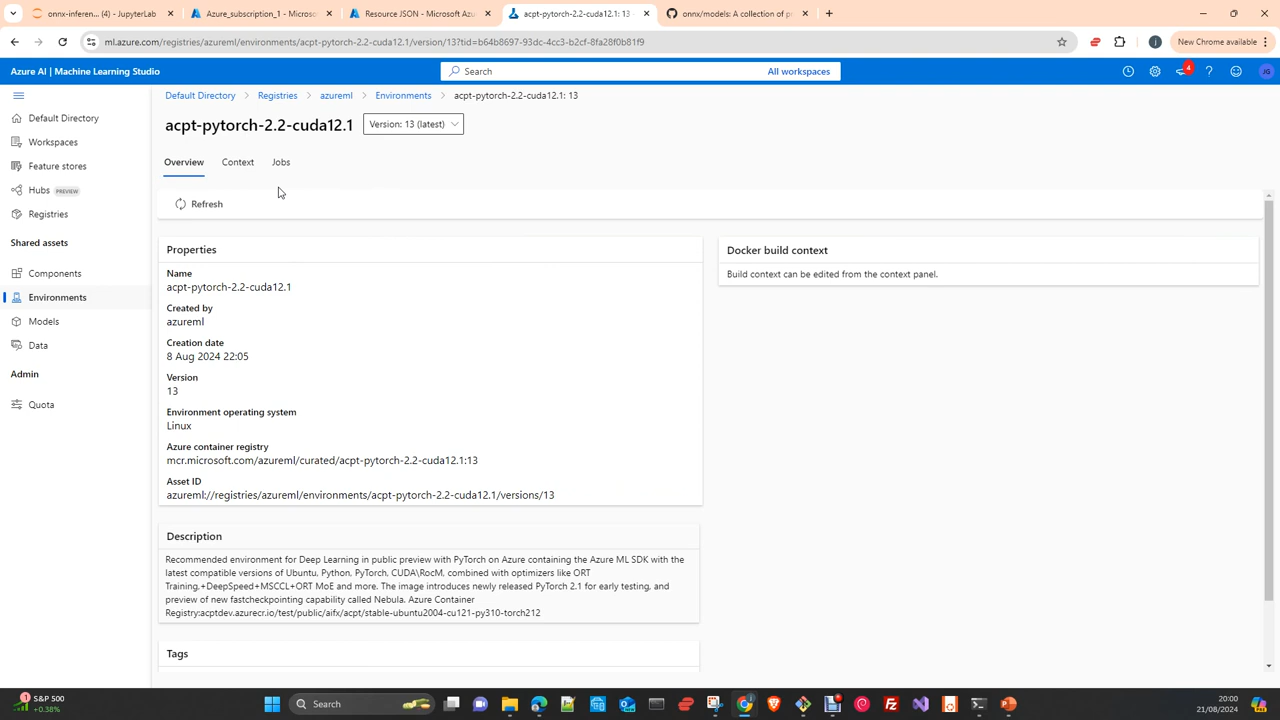 onnx-inferen... (4) - JupyterLab
Azure_subscription_1 - Microso
Resource JSON - Microsoft Azu
acpt-pytorch-2.2-cuda12.1: 13 -
onnx/models: A collection of p
ml.azure.com/registries/azureml/environments/acpt-pytorch-2.2-cuda12.1/version/13?tid=b64b8697-93dc-4cc3-b2cf-8fa28f0b81f9
New Chrome available
Azure AI | Machine Learning Studio
Search
All workspaces
4
JG
Default Directory > Registries > azureml > Environments > acpt-pytorch-2.2-cuda12.1: 13
Default Directory
Workspaces
Feature stores
Hubs PREVIEW
Registries
Shared assets
Components
Environments
Models
Data
Admin
Quota
acpt-pytorch-2.2-cuda12.1
Version: 13 (latest)
Overview Context Jobs
Refresh
Properties
Name
acpt-pytorch-2.2-cuda12.1
Created by
azureml
Creation date
8 Aug 2024 22:05
Version
13
Environment operating system
Linux
Azure container registry
mcr.microsoft.com/azureml/curated/acpt-pytorch-2.2-cuda12.1:13
Asset ID
azureml://registries/azureml/environments/acpt-pytorch-2.2-cuda12.1/versions/13
Docker build context
Build context can be edited from the context panel.
Description
Recommended environment for Deep Learning in public preview with PyTorch on Azure containing the Azure ML SDK with the
latest compatible versions of Ubuntu, Python, PyTorch, CUDA\RocM, combined with optimizers like ORT
Training,+DeepSpeed+MSCCL+ORT MoE and more. The image introduces newly released PyTorch 2.1 for early testing, and
preview of new fastcheckpointing capability called Nebula. Azure Container
Registry:acptdev.azurecr.io/test/public/aifx/acpt/stable-ubuntu2004-cu121-py310-torch212
Tags
1
S&P 500
+0.38%
Search
20:00
21/08/2024